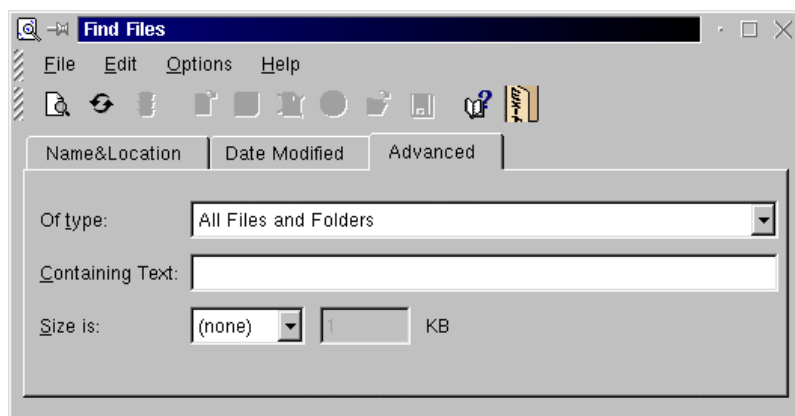 Find Files
File Edit Options Help
EXIT
Name&Location Date Modified Advanced
Of type: All Files and Folders
Containing Text:
Size is: (none) 1 KB